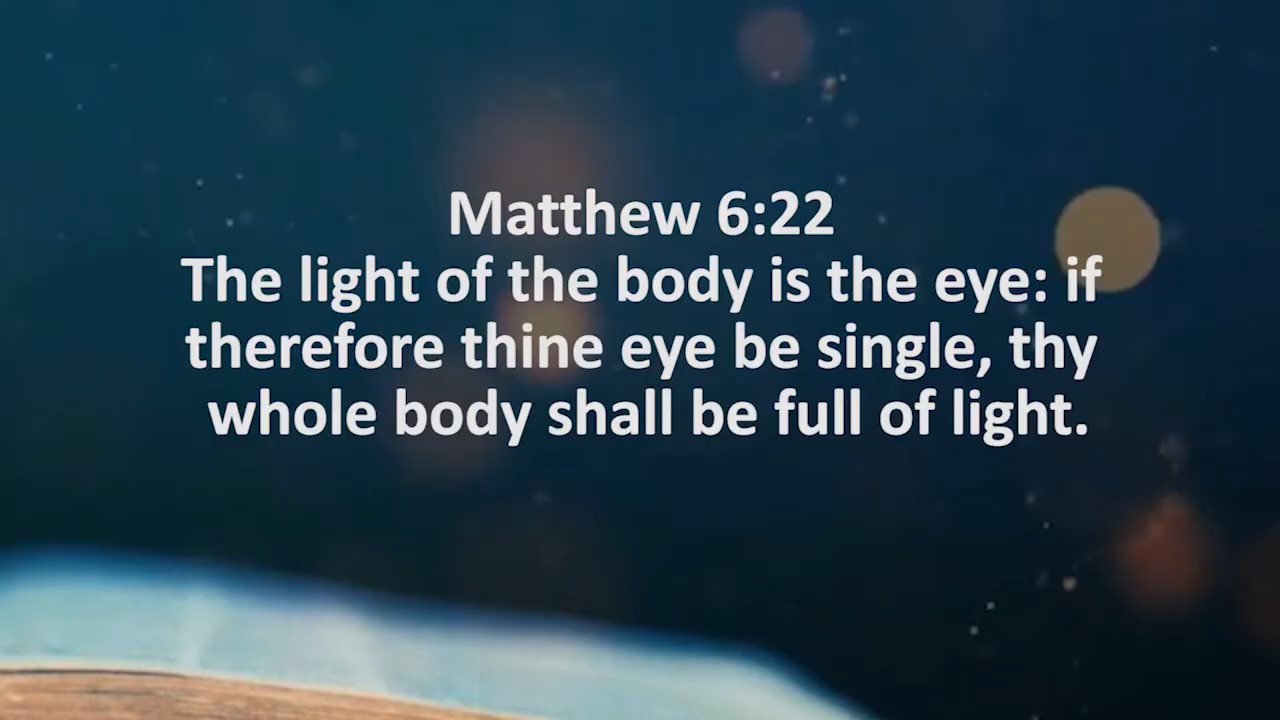 Matthew 6:22
The light of the body is the eye: if
therefore thine eye be single, thy
whole body shall be full of light.